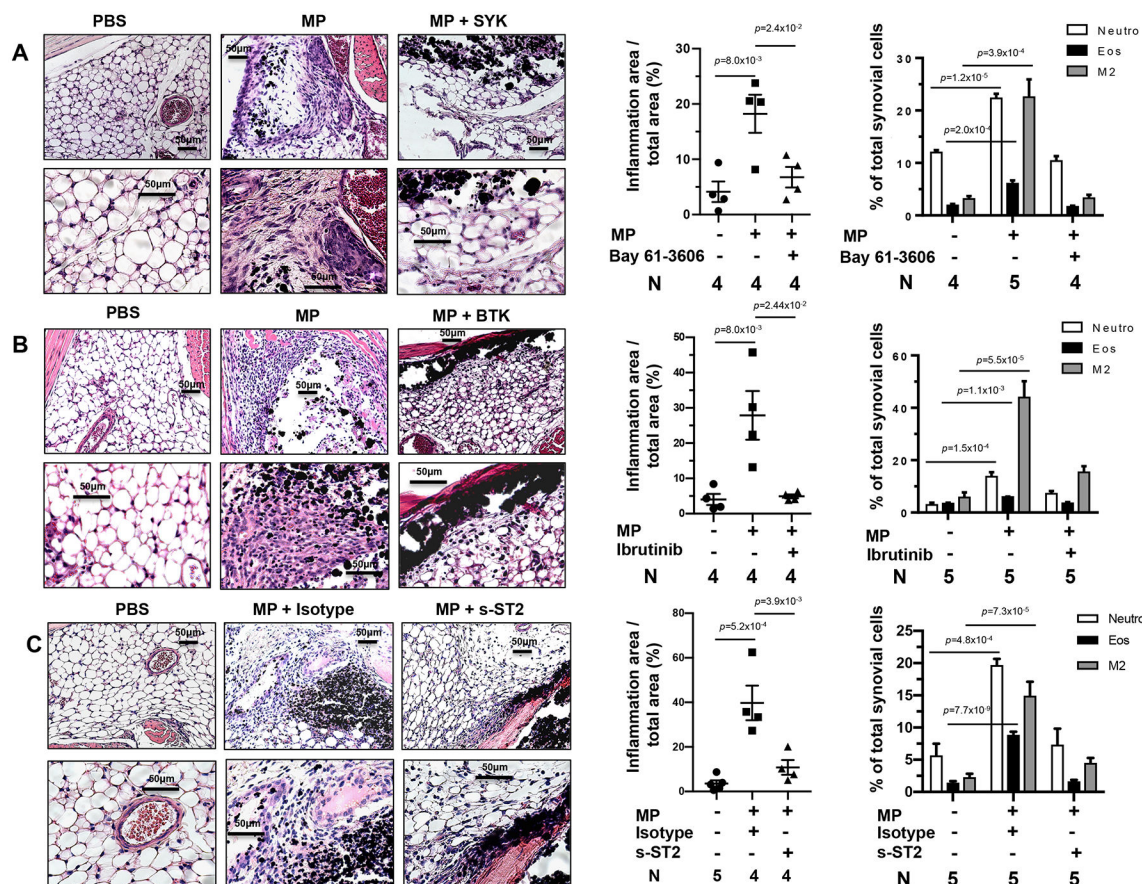 PBS MP MP + SYK
A
50µm 50µm 50µm
50µm 50µm 50µm
Inflammation area / total area (%)
30
20
10
0
p=8.0x10-3
p=2.4x10-2
MP - + +
Bay 61-3606 - - +
N 4 4 4
% of total synovial cells
30
20
10
0
p=1.2x10-5
p=3.9x10-4
p=2.0x10-4
Neutro
Eos
M2
MP - + +
Bay 61-3606 - - +
N 4 5 4
PBS MP MP + BTK
B
50µm 50µm 50µm
50µm 50µm 50µm
Inflammation area / total area (%)
50
40
30
20
10
0
p=8.0x10-3
p=2.44x10-2
MP - + +
Ibrutinib - - +
N 4 4 4
% of total synovial cells
60
40
20
0
p=5.5x10-5
p=1.1x10-3
p=1.5x10-4
Neutro
Eos
M2
MP - + +
Ibrutinib - - +
N 5 5 5
PBS MP + Isotype MP + s-ST2
C
50µm 50µm 50µm
50µm 50µm 50µm
Inflammation area / total area (%)
80
60
40
20
0
p=5.2x10-4
p=3.9x10-3
MP - + +
Isotype - + -
s-ST2 - - +
N 5 4 4
% of total synovial cells
25
20
15
10
5
0
p=7.3x10-5
p=4.8x10-4
p=7.7x10-9
Neutro
Eos
M2
MP - + +
Isotype - + -
s-ST2 - - +
N 5 5 5